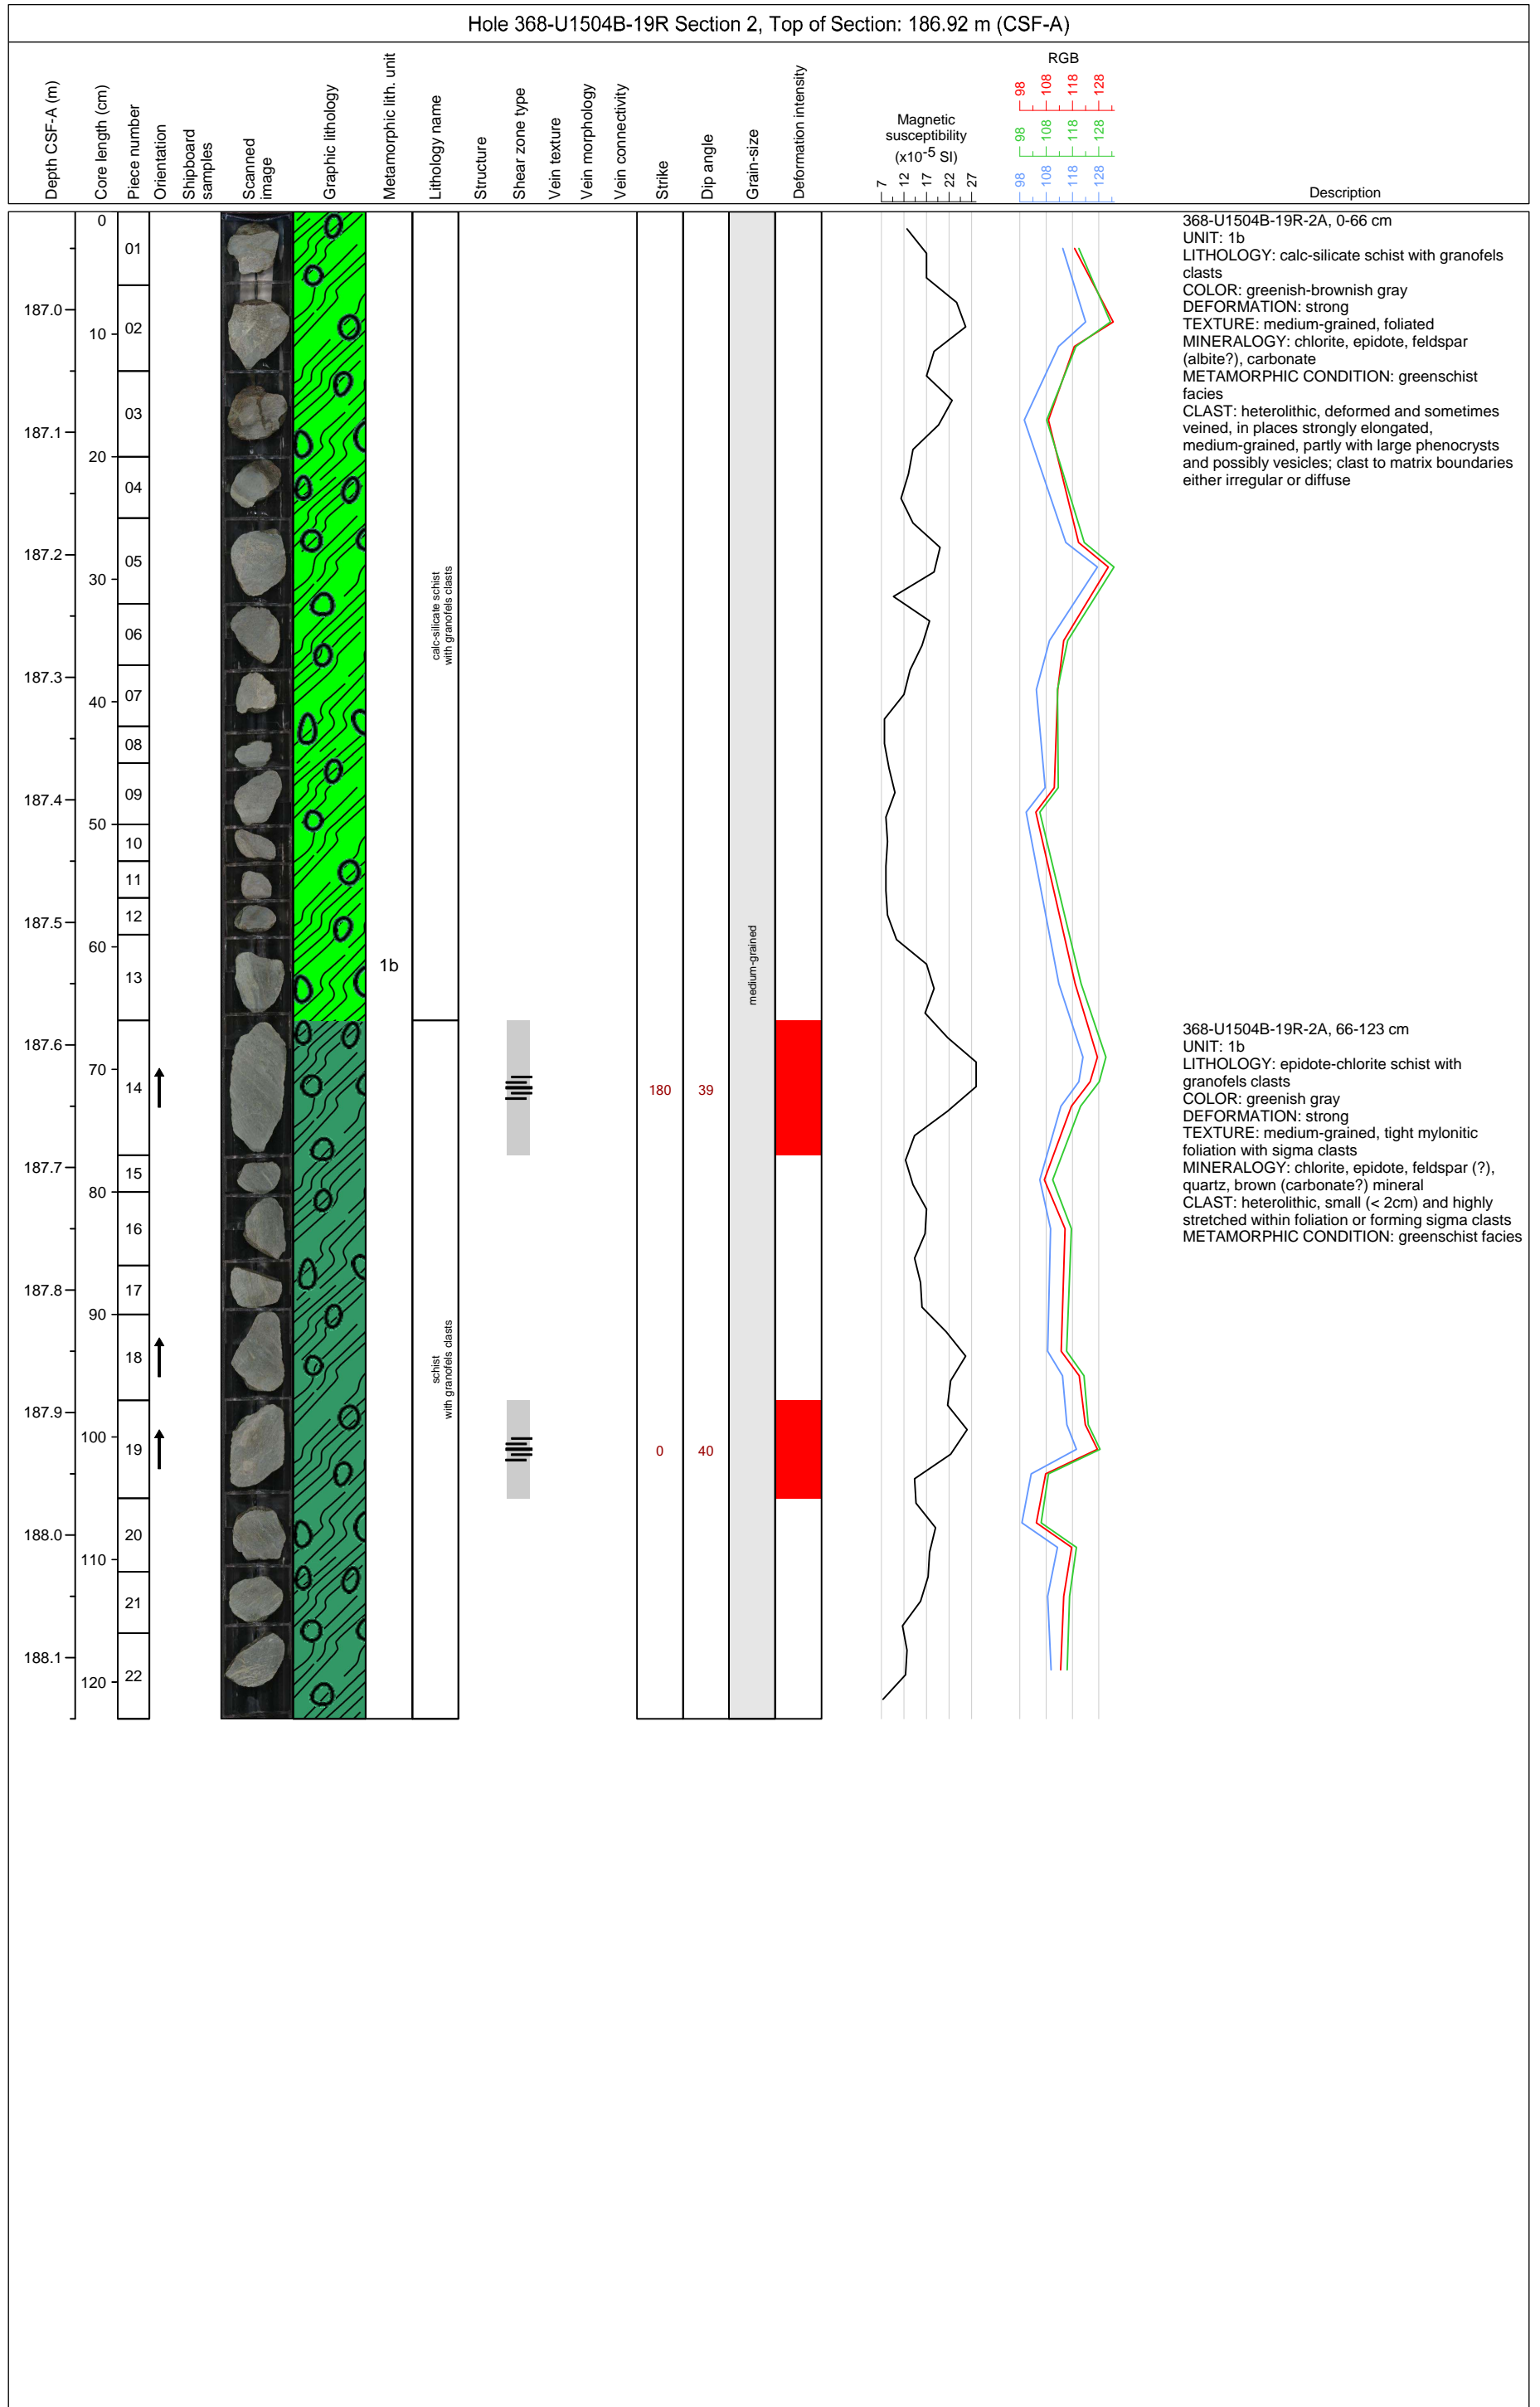 Hole 368-U1504B-19R Section 2, Top of Section: 186.92 m (CSF-A)
Depth CSF-A (m)
Core length (cm)
Piece number
Orientation
Shipboard
samples
Scanned
image
Graphic lithology
Metamorphic lith. unit
Lithology name
Structure
Shear zone type
Vein texture
Vein morphology
Vein connectivity
Strike
Dip angle
Grain-size
Deformation intensity
Magnetic
susceptibility
(x10-5 SI)
7 12 17 22 27
RGB
98 108 118 128
98 108 118 128
98 108 118 128
Description
187.0
187.1
187.2
187.3
187.4
187.5
187.6
187.7
187.8
187.9
188.0
188.1
0
10
20
30
40
50
60
70
80
90
100
110
120
01
02
03
04
05
06
07
08
09
10
11
12
13
14
15
16
17
18
19
20
21
22
1b
calc-silicate schist
with granofels clasts
schist
with granofels clasts
180 39
0 40
medium-grained
368-U1504B-19R-2A, 0-66 cm
UNIT: 1b
LITHOLOGY: calc-silicate schist with granofels
clasts
COLOR: greenish-brownish gray
DEFORMATION: strong
TEXTURE: medium-grained, foliated
MINERALOGY: chlorite, epidote, feldspar
(albite?), carbonate
METAMORPHIC CONDITION: greenschist
facies
CLAST: heterolithic, deformed and sometimes
veined, in places strongly elongated,
medium-grained, partly with large phenocrysts
and possibly vesicles; clast to matrix boundaries
either irregular or diffuse
368-U1504B-19R-2A, 66-123 cm
UNIT: 1b
LITHOLOGY: epidote-chlorite schist with
granofels clasts
COLOR: greenish gray
DEFORMATION: strong
TEXTURE: medium-grained, tight mylonitic
foliation with sigma clasts
MINERALOGY: chlorite, epidote, feldspar (?),
quartz, brown (carbonate?) mineral
CLAST: heterolithic, small (< 2cm) and highly
stretched within foliation or forming sigma clasts
METAMORPHIC CONDITION: greenschist facies